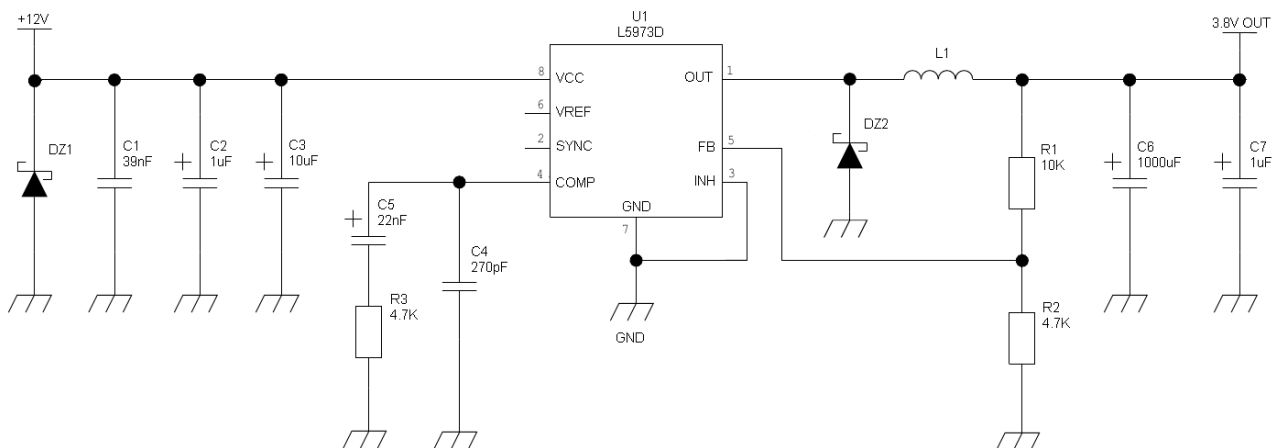 +12V
U1
L5973D
3.8V OUT
8 VCC
OUT 1
L1
6 VREF
DZ1
C1
39nF
C2
1uF
C3
10uF
2 SYNC
FB 5
DZ2
R1
10K
C6
1000uF
C7
1uF
4 COMP
INH 3
C5
22nF
GND
7
C4
270pF
R3
4.7K
R2
4.7K
GND